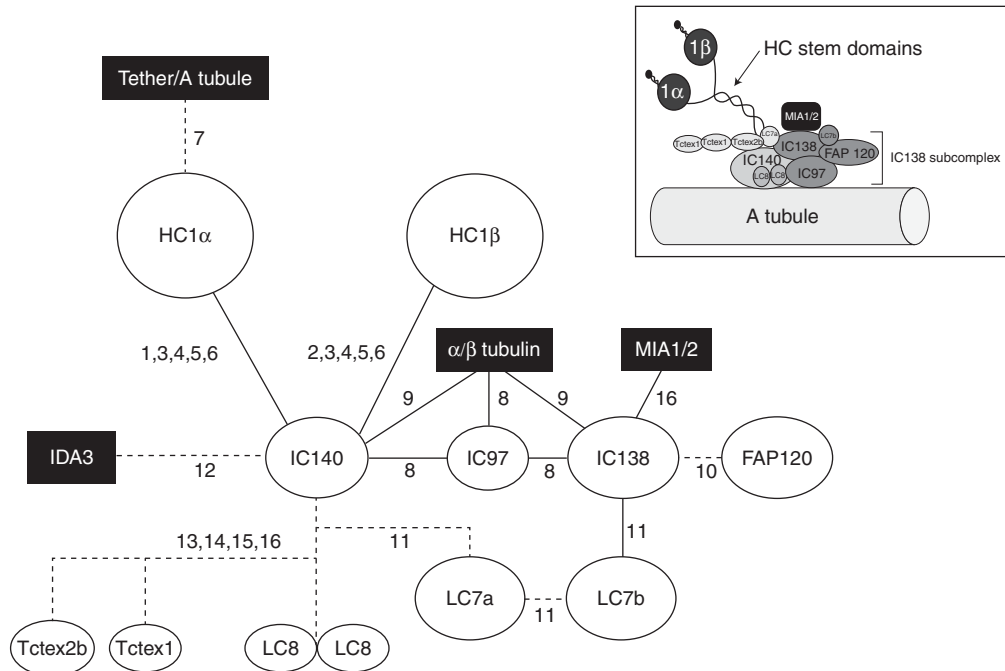 Tether/A tubule
7
HC1α
HC1β
1,3,4,5,6
2,3,4,5,6
α/β tubulin
MIA1/2
9
8
9
16
IDA3
12
IC140
8
IC97
8
IC138
10
FAP120
13,14,15,16
11
11
LC7a
11
LC7b
Tctex2b
Tctex1
LC8
LC8
1β
HC stem domains
1α
MIA1/2
LC7a
LC7b
Tctex1
Tctex1
Tctex2b
IC138
FAP 120
IC138 subcomplex
IC140
LC8
LC8
IC97
A tubule